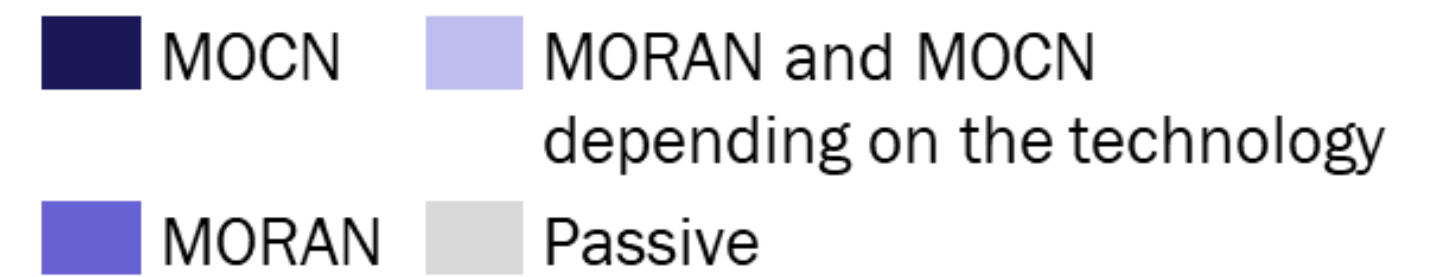 MOCN
MORAN and MOCN
depending on the technology
MORAN
Passive